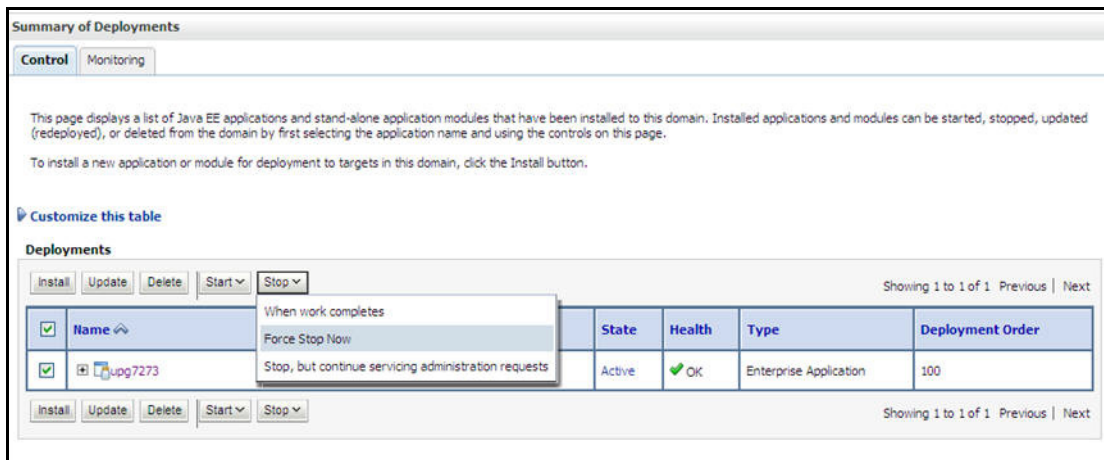 Summary of Deployments
Control Monitoring
This page displays a list of Java EE applications and stand-alone application modules that have been installed to this domain. Installed applications and modules can be started, stopped, updated
(redeployed), or deleted from the domain by first selecting the application name and using the controls on this page.
To install a new application or module for deployment to targets in this domain, click the Install button.
Customize this table
Deployments
Install Update Delete Start Stop Showing 1 to 1 of 1 Previous | Next
When work completes
Force Stop Now
Stop, but continue servicing administration requests
Name State Health Type Deployment Order
upg7273 Active OK Enterprise Application 100
Install Update Delete Start Stop Showing 1 to 1 of 1 Previous | Next